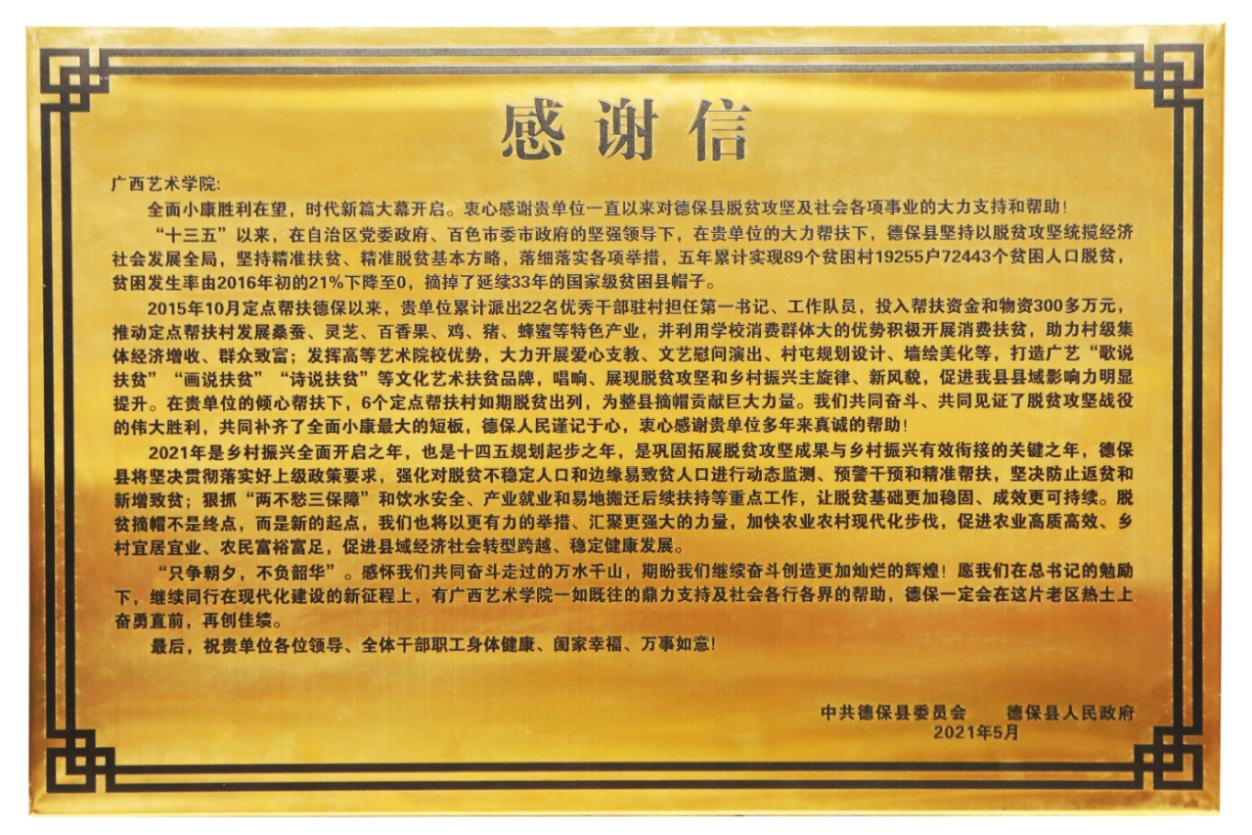 感谢信
广西艺术学院:
全面小康胜利在望，时代新篇大幕开启。衷心感谢贵单位一直以来对德保县脱贫攻坚及社会各项事业的大力支持和帮助！
“十三五”以来，在自治区党委政府、百色市委市政府的坚强领导下，在贵单位的大力帮扶下，德保县坚持以脱贫攻坚统揽经济
社会发展全局，坚持精准扶贫、精准脱贫基本方略，落细落实各项举措，五年累计实现89个贫困村19255户72443个贫困人口脱贫，
贫困发生率由2016年初的21%下降至0，摘掉了延续33年的国家级贫困县帽子。
2015年10月定点帮扶德保以来，贵单位累计派出22名优秀干部驻村担任第一书记、工作队员，投入帮扶资金和物资300多万元，
推动定点帮扶村发展桑蚕、灵芝、百香果、鸡、猪、蜂蜜等特色产业，并利用学校消费群体大的优势积极开展消费扶贫，助力村级集
体经济增收、群众致富；发挥高等艺术院校优势，大力开展爱心支教、文艺慰问演出、村屯规划设计、墙绘美化等，打造广艺“歌说
扶贫”“画说扶贫”“诗说扶贫”等文化艺术扶贫品牌，唱响、展现脱贫攻坚和乡村振兴主旋律、新风貌，促进我县县域影响力明显
提升。在贵单位的倾心帮扶下，6个定点帮扶村如期脱贫出列，为整县摘帽贡献巨大力量。我们共同奋斗、共同见证了脱贫攻坚战役
的伟大胜利，共同补齐了全面小康最大的短板，德保人民谨记于心，衷心感谢贵单位多年来真诚的帮助！
2021年是乡村振兴全面开启之年，也是十四五规划起步之年，是巩固拓展脱贫攻坚成果与乡村振兴有效衔接的关键之年，德保
县将坚决贯彻落实好上级政策要求，强化对脱贫不稳定人口和边缘易致贫人口进行动态监测、预警干预和精准帮扶，坚决防止返贫和
新增致贫；狠抓“两不愁三保障”和饮水安全、产业就业和易地搬迁后续扶持等重点工作，让脱贫基础更加稳固、成效更可持续。脱
贫摘帽不是终点，而是新的起点，我们也将以更有力的举措、汇聚更强大的力量，加快农业农村现代化步伐，促进农业高质高效、乡
村宜居宜业、农民富裕富足，促进县域经济社会转型跨越、稳定健康发展。
“只争朝夕，不负韶华”。感怀我们共同奋斗走过的万水千山，期盼我们继续奋斗创造更加灿烂的辉煌！愿我们在总书记的勉励
下，继续同行在现代化建设的新征程上，有广西艺术学院一如既往的鼎力支持及社会各行各界的帮助，德保一定会在这片老区热土上
奋勇直前，再创佳绩。
最后，祝贵单位各位领导、全体干部职工身体健康、阖家幸福、万事如意！
中共德保县委员会 德保县人民政府
2021年5月